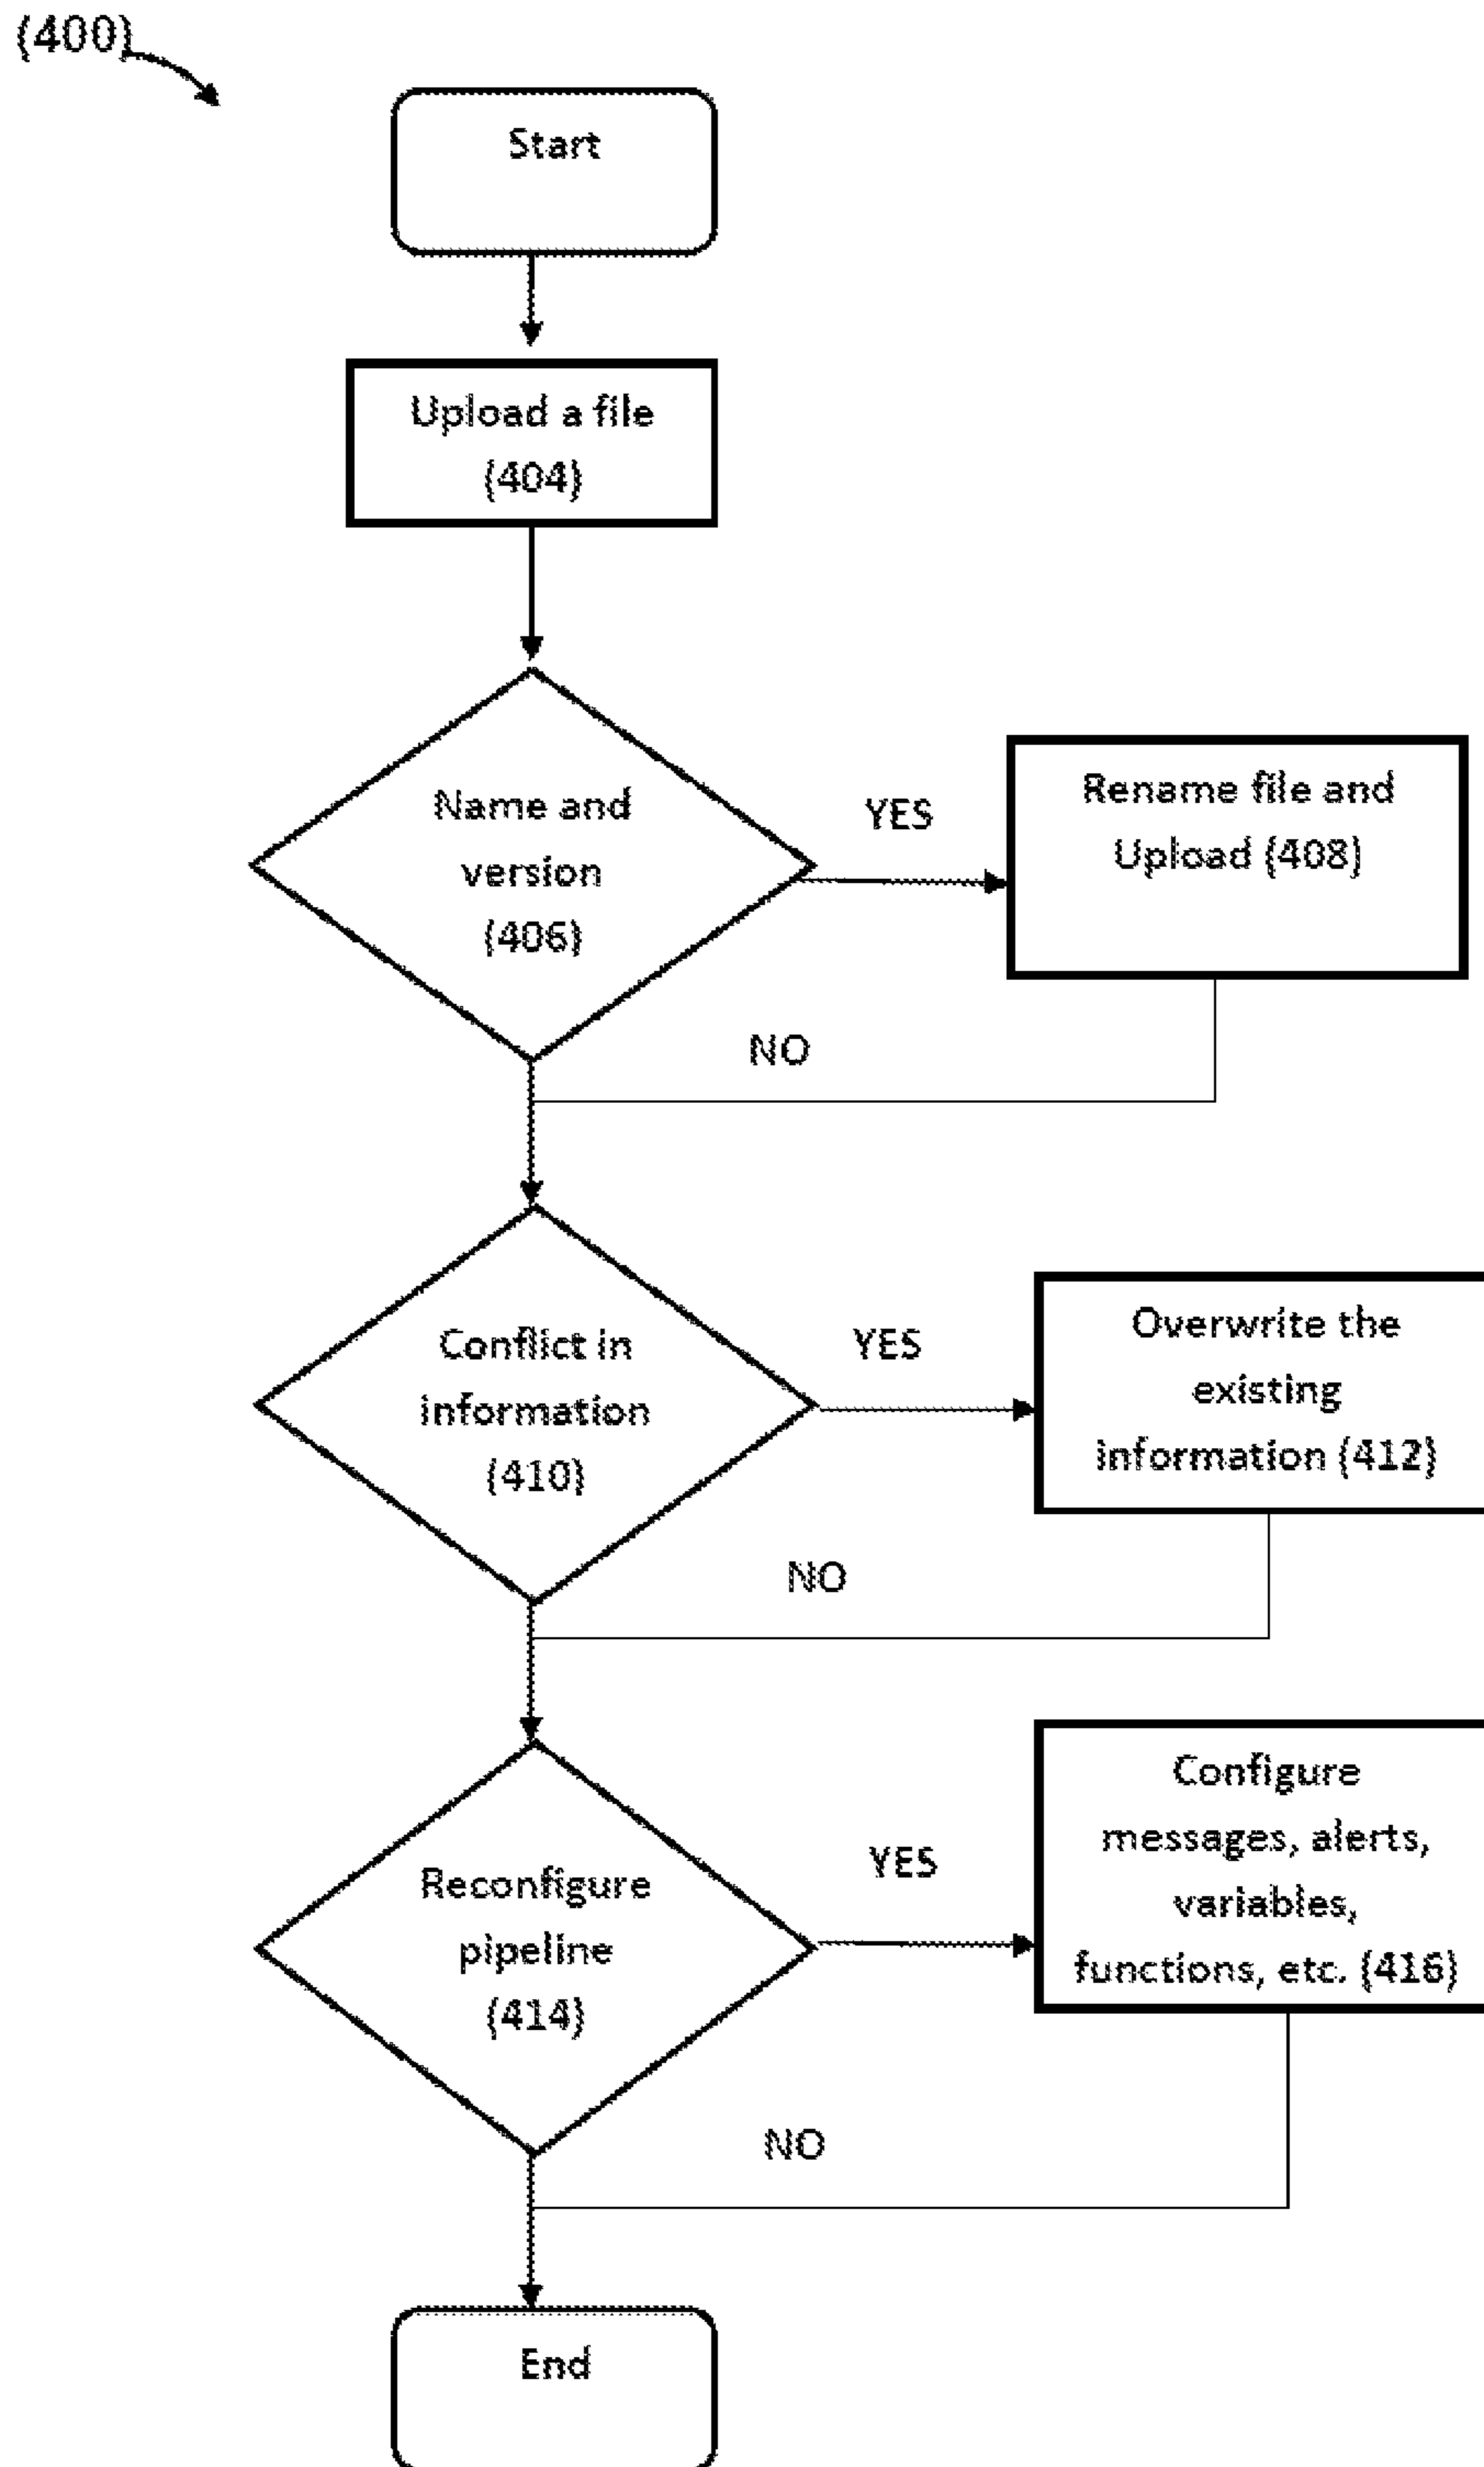 (400)
Start
Upload a file
(404)
Name and
version
(406)
YES
Rename file and
Upload (408)
NO
Conflict in
information
(410)
YES
Overwrite the
existing
information (412)
NO
Reconfigure
pipeline
(414)
YES
Configure
messages, alerts,
variables,
functions, etc. (416)
NO
End